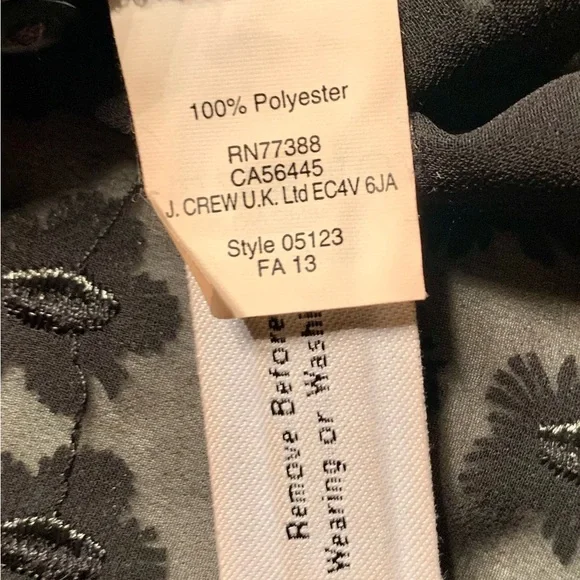 100% Polyester
RN77388
CA56445
J. CREW U.K. Ltd EC4V 6JA
Style 05123
FA 13
Remove Before
Wearing or Washi